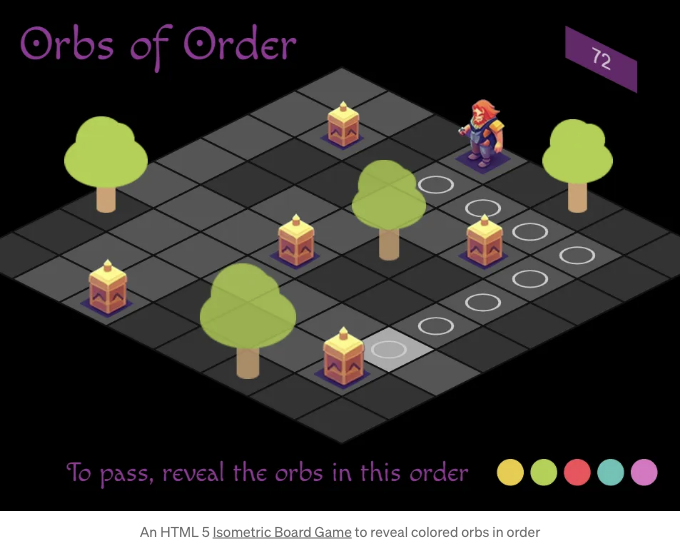 Orbs of Order
72
To pass, reveal the orbs in this order
An HTML 5 Isometric Board Game to reveal colored orbs in order